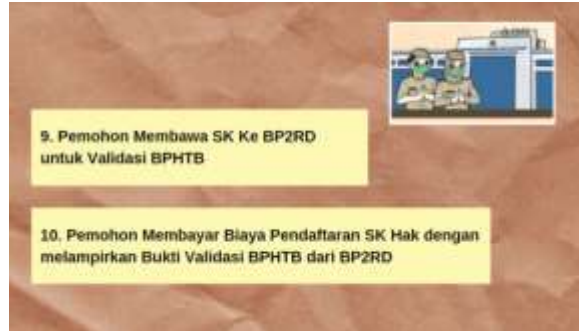 9. Pemohon Membawa SK Ke BP2RD
untuk Validasi BPHTB
10. Pemohon Membayar Biaya Pendaftaran SK Hak dengan
melampirkan Bukti Validasi BPHTB dari BP2RD